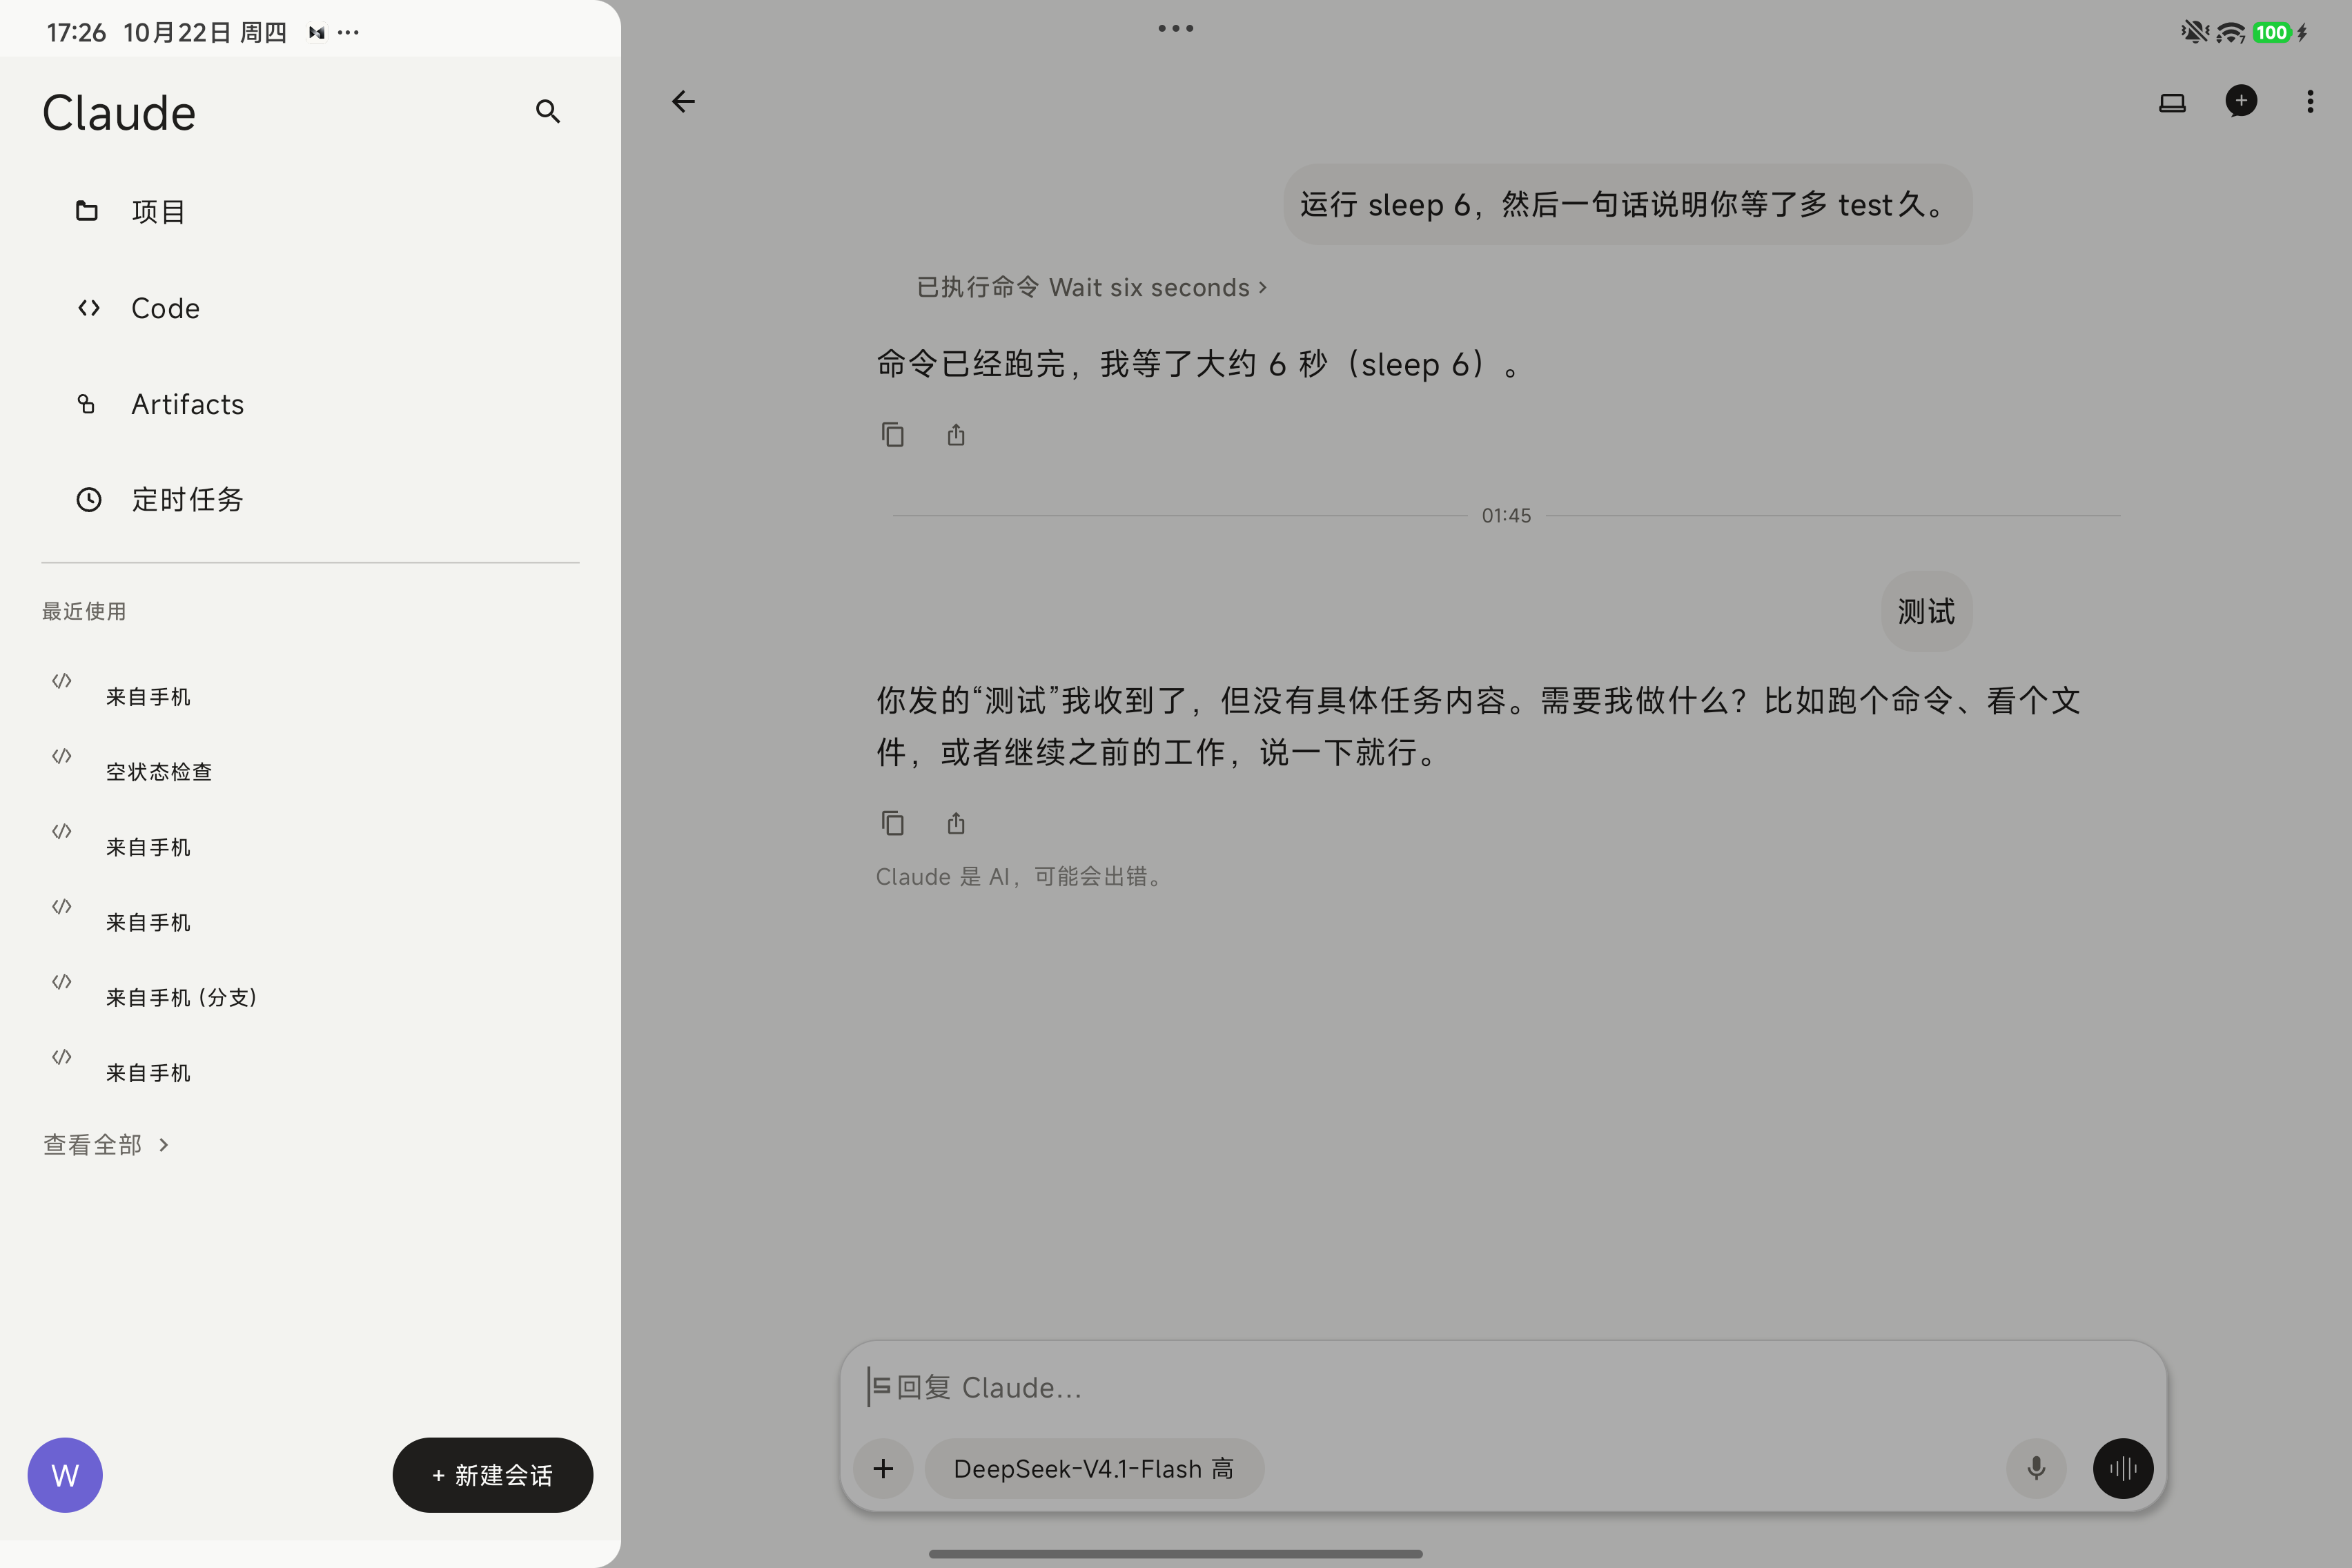 17:26 10月22日 周四
100
Claude
项目
Code
Artifacts
定时任务
最近使用
来自手机
空状态检查
来自手机
来自手机
来自手机 (分支)
来自手机
查看全部
W
+ 新建会话
运行 sleep 6，然后一句话说明你等了多 test久。
已执行命令 Wait six seconds
命令已经跑完，我等了大约 6 秒（sleep 6）。
01:45
测试
你发的“测试”我收到了，但没有具体任务内容。需要我做什么？比如跑个命令、看个文
件，或者继续之前的工作，说一下就行。
Claude 是 AI，可能会出错。
回复 Claude...
DeepSeek-V4.1-Flash 高